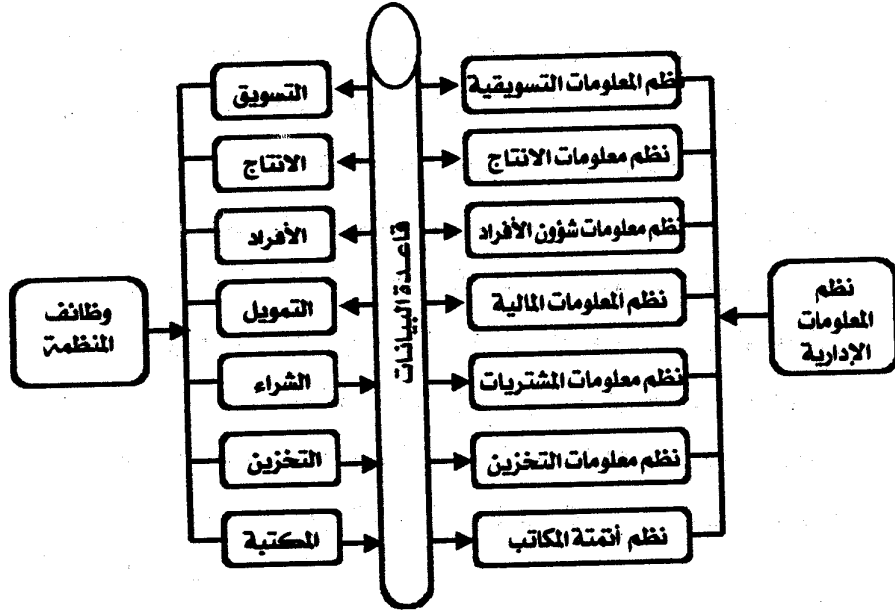 نظم المعلومات التسويقية
التسويق
نظم معلومات الانتاج
الانتاج
نظم معلومات شؤون الأفراد
الأفراد
نظم المعلومات المالية
التمويل
نظم
المعلومات
الإدارية
قاعدة البيانات
وظائف
المنظمة
نظم معلومات المشتريات
الشراء
نظم معلومات التخزين
التخزين
نظم أتمتة المكاتب
المكتبة